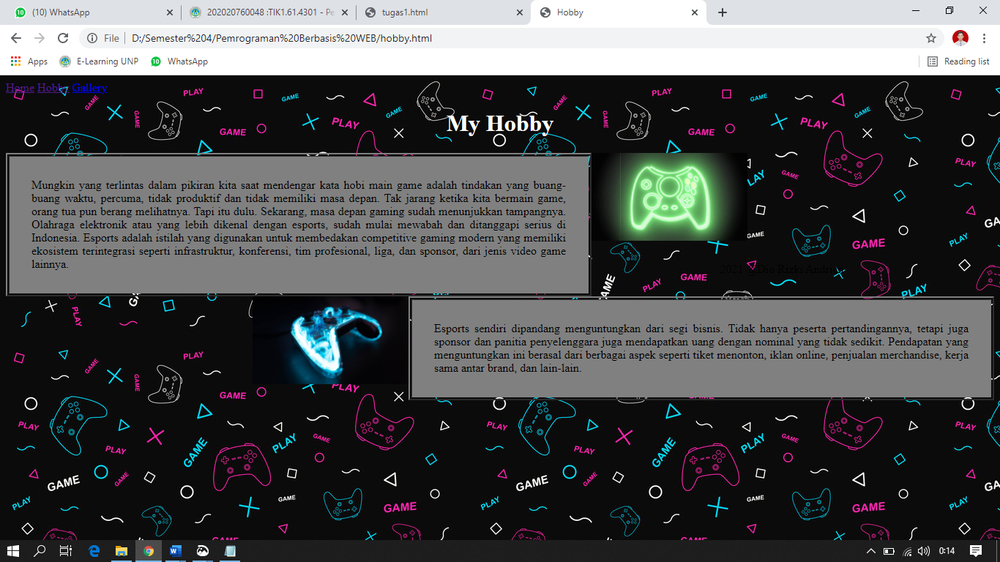 (10) WhatsApp
202020760048 :TIK1.61.4301 - Pe
tugas1.html
Hobby
File
D:/Semester%204/Pemrograman%20Berbasis%20WEB/hobby.html
Apps
E-Learning UNP
WhatsApp
Reading list
Home Hobby Gallery
My Hobby
Mungkin yang terlintas dalam pikiran kita saat mendengar kata hobi main game adalah tindakan yang buang-
buang waktu, percuma, tidak produktif dan tidak memiliki masa depan. Tak jarang ketika kita bermain game,
orang tua pun berang melihatnya. Tapi itu dulu. Sekarang, masa depan gaming sudah menunjukkan tampangnya.
Olahraga elektronik atau yang lebih dikenal dengan esports, sudah mulai mewabah dan ditanggapi serius di
Indonesia. Esports adalah istilah yang digunakan untuk membedakan competitive gaming modern yang memiliki
ekosistem terintegrasi seperti infrastruktur, konferensi, tim profesional, liga, dan sponsor, dari jenis video game
lainnya.
2021 @Dio Rizki
Esports sendiri dipandang menguntungkan dari segi bisnis. Tidak hanya peserta pertandingannya, tetapi juga
sponsor dan panitia penyelenggara juga mendapatkan uang dengan nominal yang tidak sedikit. Pendapatan yang
menguntungkan ini berasal dari berbagai aspek seperti tiket menonton, iklan online, penjualan merchandise, kerja
sama antar brand, dan lain-lain.
PLAY
GAME
0:14